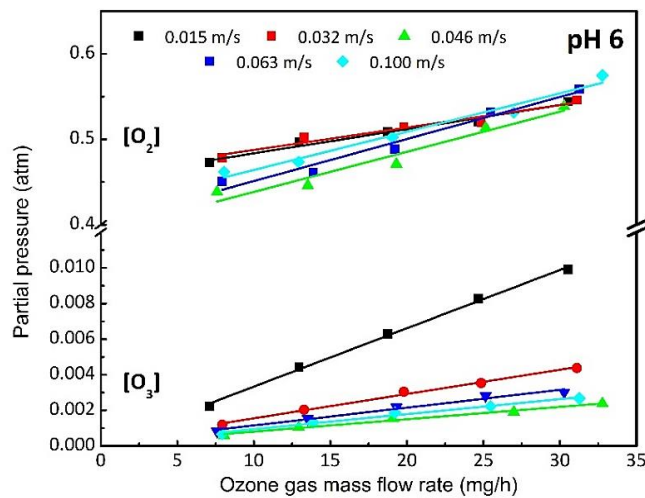 0.015 m/s 0.032 m/s 0.046 m/s
0.063 m/s 0.100 m/s
pH 6
[O2]
[O3]
Partial pressure (atm)
0.6
0.5
0.4
0.010
0.008
0.006
0.004
0.002
0.000
0 5 10 15 20 25 30 35
Ozone gas mass flow rate (mg/h)